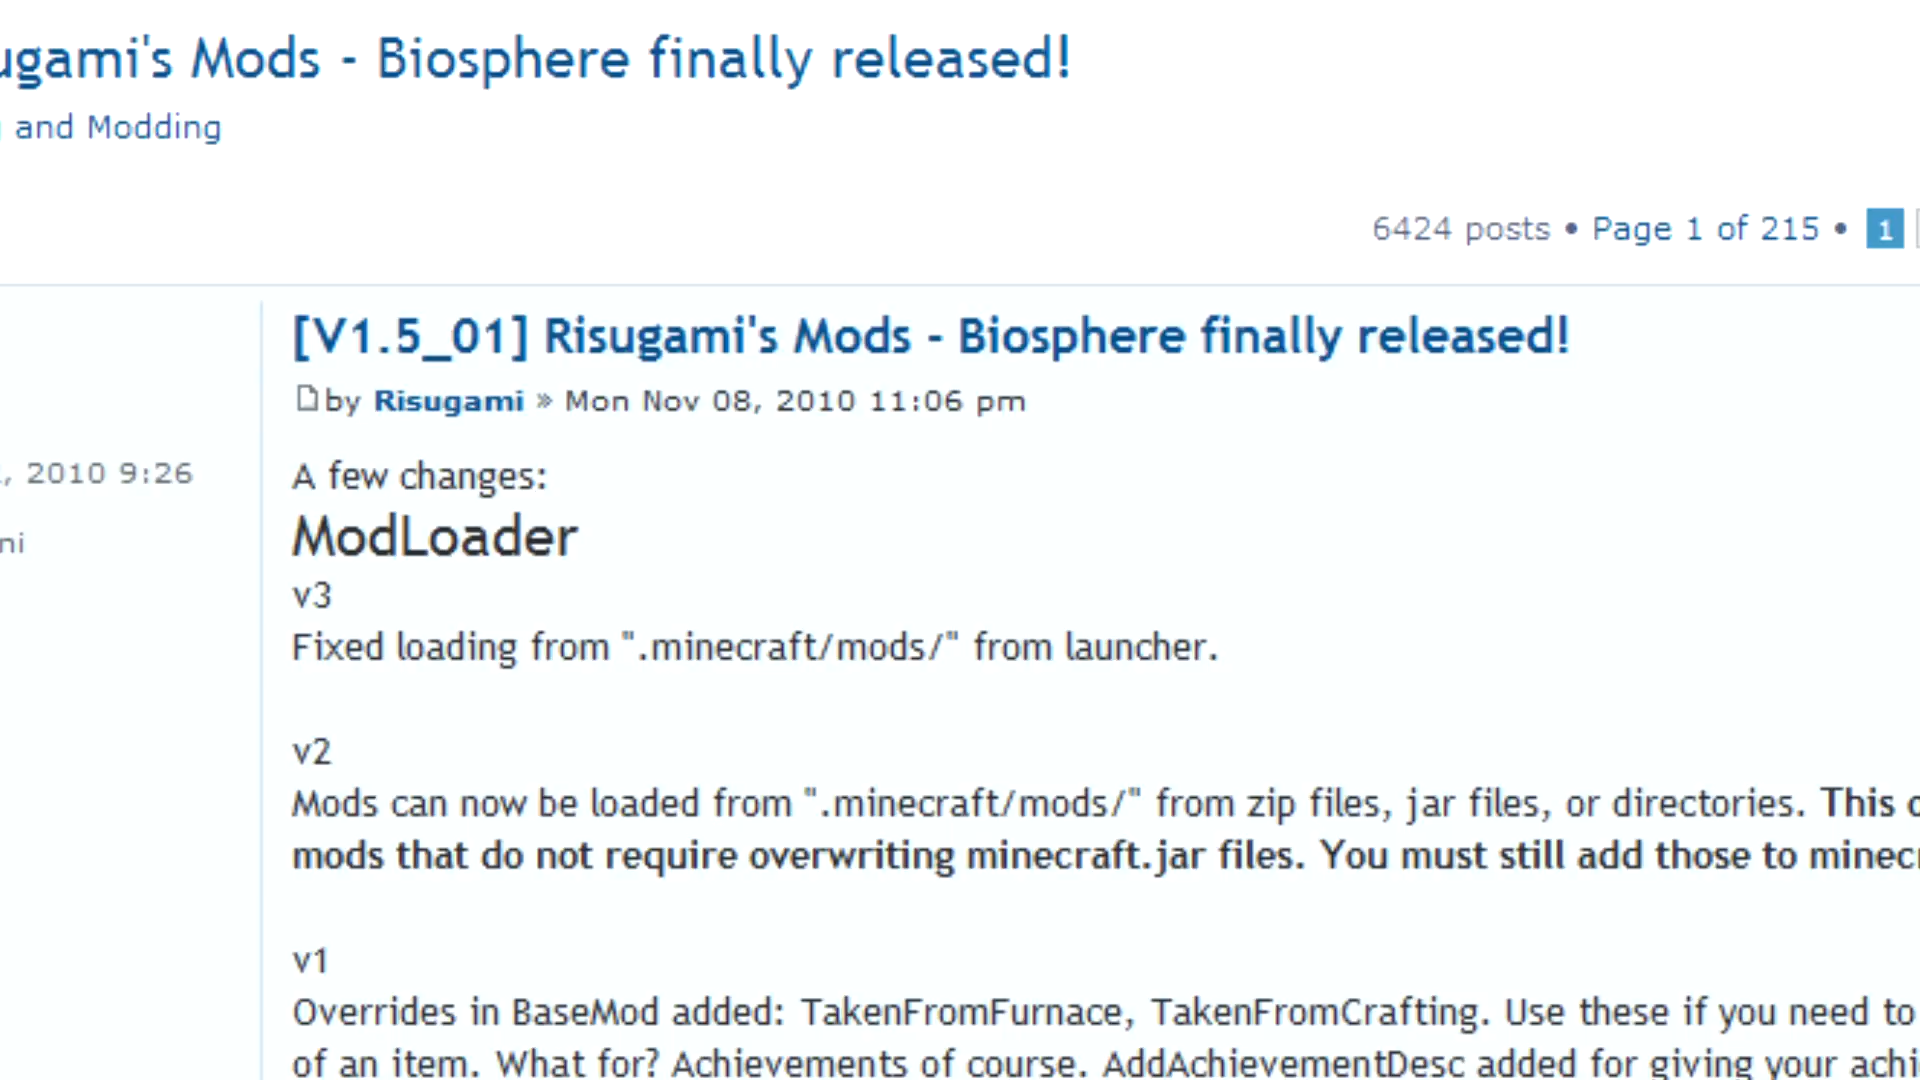 ugami's Mods - Biosphere finally released!
and Modding
6424 posts • Page 1 of 215 • 1
[V1.5_01] Risugami's Mods - Biosphere finally released!
by Risugami » Mon Nov 08, 2010 11:06 pm
, 2010 9:26
A few changes:
ModLoader
ni
v3
Fixed loading from ".minecraft/mods/" from launcher.
v2
Mods can now be loaded from ".minecraft/mods/" from zip files, jar files, or directories. This
mods that do not require overwriting minecraft.jar files. You must still add those to minec
v1
Overrides in BaseMod added: TakenFromFurnace, TakenFromCrafting. Use these if you need to
of an item. What for? Achievements of course. AddAchievementDesc added for giving your achi